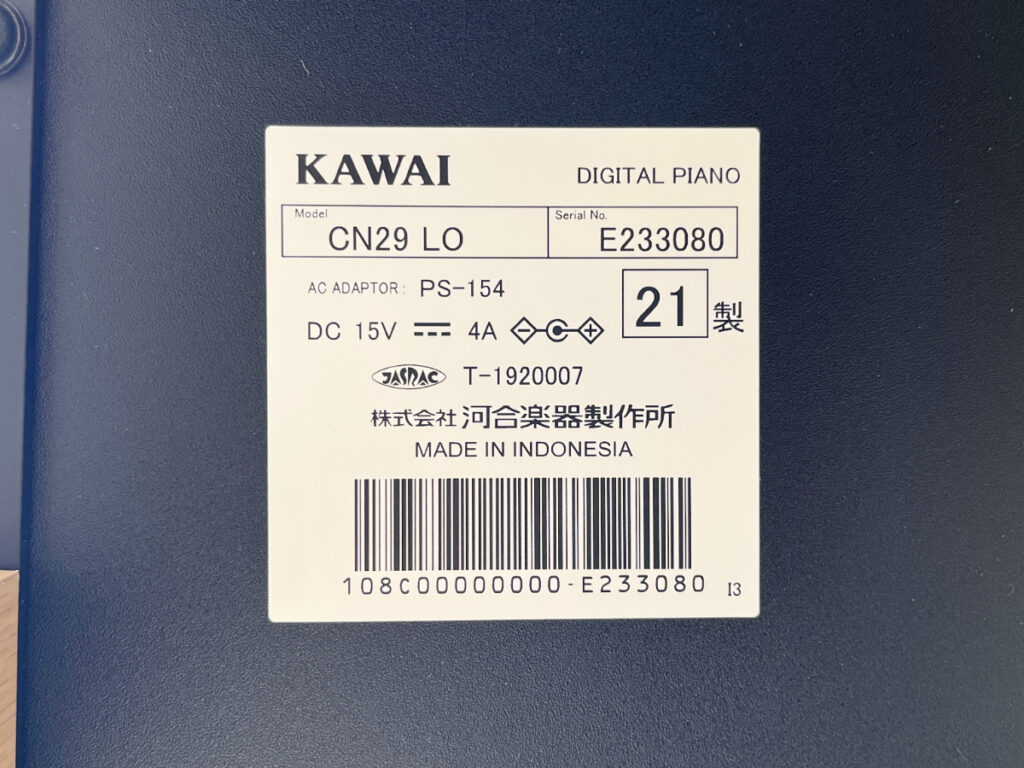 KAWAI DIGITAL PIANO
Model CN29 LO Serial No. E233080
AC ADAPTOR: PS-154
DC 15V 4A 21 製
JASRAC T-1920007
株式会社 河合楽器製作所
MADE IN INDONESIA
108C00000000-E233080 I3